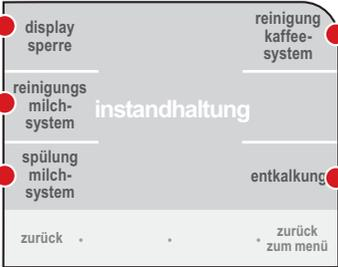 display
sperre
reinigung
kaffee-
system
reinigungs
milch-
system
instandhaltung
spülung
milch-
system
entkalkung
zurück
zurück
zum menü